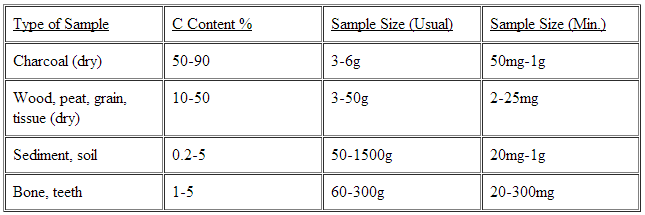 Type of Sample C Content % Sample Size (Usual) Sample Size (Min.)
Charcoal (dry) 50-90 3-6g 50mg-1g
Wood, peat, grain, 10-50 3-50g 2-25mg
tissue (dry)
Sediment, soil 0.2-5 50-1500g 20mg-1g
Bone, teeth 1-5 60-300g 20-300mg